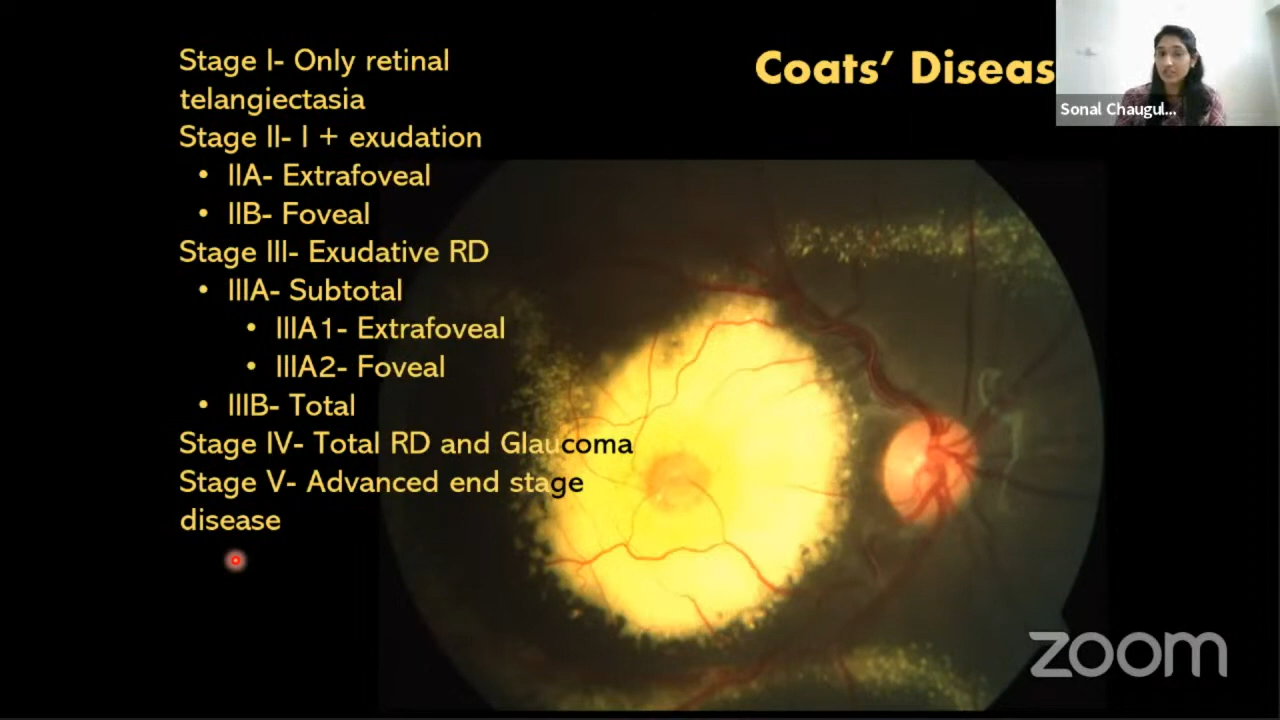 Stage I- Only retinal
telangiectasia
Stage II- I + exudation
• IIA- Extrafoveal
• IIB- Foveal
Stage III- Exudative RD
• IIIA- Subtotal
• IIIA1- Extrafoveal
• IIIA2- Foveal
• IIIB- Total
Stage IV- Total RD and Glaucoma
Stage V- Advanced end stage
disease
Coats’ Diseas
Sonal Chaugul...
zoom